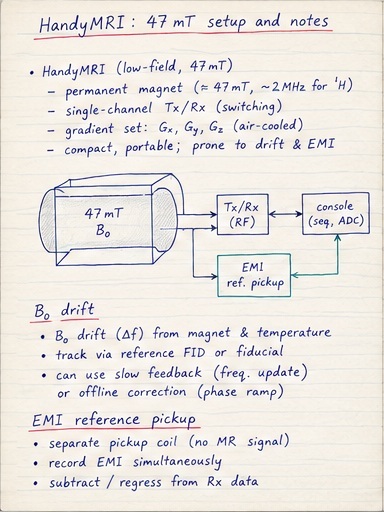 HandyMRI: 47 mT setup and notes
• HandyMRI (low-field, 47 mT)
– permanent magnet (≈ 47 mT, ~2 MHz for ¹H)
– single-channel Tx/Rx (switching)
– gradient set: Gx, Gy, Gz (air-cooled)
– compact, portable; prone to drift & EMI
47 mT
B₀
Tx/Rx
(RF)
console
(seq, ADC)
EMI
ref. pickup
B₀ drift
• B₀ drift (Δf) from magnet & temperature
• track via reference FID or fiducial
• can use slow feedback (freq. update)
or offline correction (phase ramp)
EMI reference pickup
• separate pickup coil (no MR signal)
• record EMI simultaneously
• subtract / regress from Rx data